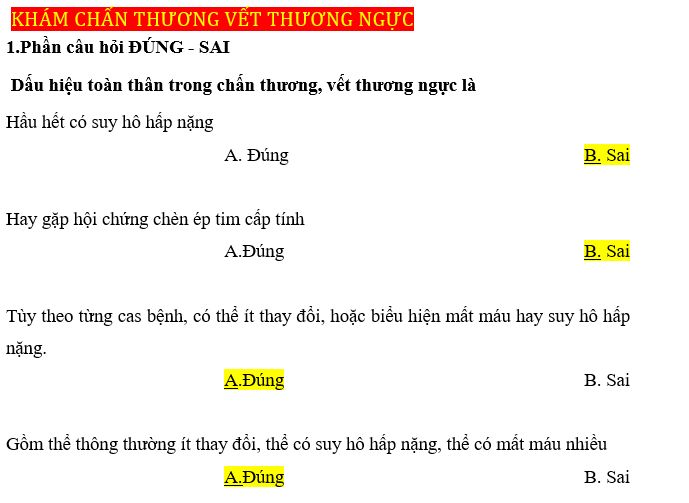 KHÁM CHẤN THƯƠNG VẾT THƯƠNG NGỰC
1.Phần câu hỏi ĐÚNG - SAI
Dấu hiệu toàn thân trong chấn thương, vết thương ngực là
Hầu hết có suy hô hấp nặng
A. Đúng B. Sai
Hay gặp hội chứng chèn ép tim cấp tính
A.Đúng B. Sai
Tùy theo từng cas bệnh, có thể ít thay đổi, hoặc biểu hiện mất máu hay suy hô hấp
nặng.
A.Đúng B. Sai
Gồm thể thông thường ít thay đổi, thể có suy hô hấp nặng, thể có mất máu nhiều
A.Đúng B. Sai